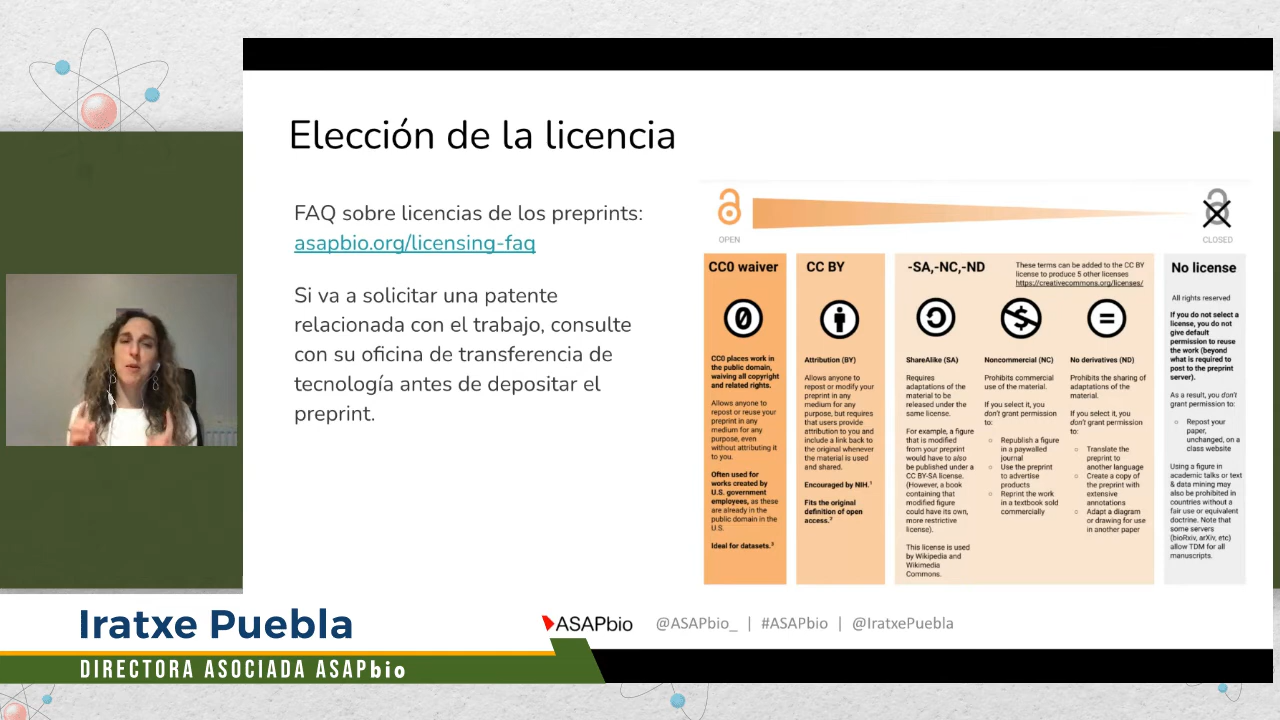 Elección de la licencia
FAQ sobre licencias de los preprints:
asapbio.org/licensing-faq
Si va a solicitar una patente
relacionada con el trabajo, consulte
con su oficina de transferencia de
tecnología antes de depositar el
preprint.
OPEN
CLOSED
CC0 waiver
CC0 places work in
the public domain,
waiving all copyright
and related rights.
Allows anyone to
repost or reuse your
preprint in any
medium for any
purpose, even
without attributing it
to you.
Often used for
works created by
U.S. government
employees, as these
are already in the
public domain in the
U.S.
Ideal for datasets.³
CC BY
Attribution (BY)
Allows anyone to
repost or modify your
preprint in any
medium for any
purpose, but requires
that users provide
attribution to you and
include a link back to
the original whenever
the material is used
and shared.
Encouraged by NIH.¹
Fits the original
definition of open
access.²
-SA,-NC,-ND
These terms can be added to the CC BY
license to produce 5 other licenses
https://creativecommons.org/licenses/
ShareAlike (SA)
Requires
adaptations of the
material to be
released under the
same license.
For example, a figure
that is modified
from your preprint
would have to also
be published under a
CC BY-SA license.
(However, a book
containing that
modified figure
could have its own,
more restrictive
license).
This license is used
by Wikipedia and
Wikimedia
Commons.
Noncommercial (NC)
Prohibits commercial
use of the material.
If you select it, you
don't grant permission
to:
○ Republish a figure
in a paywalled
journal
○ Use the preprint
to advertise
products
○ Reprint the work
in a textbook sold
commercially
No derivatives (ND)
Prohibits the sharing of
adaptations of the
material.
If you select it, you
don't grant permission
to:
○ Translate the
preprint to
another language
○ Create a copy of
the preprint with
extensive
annotations
○ Adapt a diagram
or drawing for use
in another paper
No license
All rights reserved
If you do not select a
license, you do not
give default
permission to reuse
the work (beyond
what is required to
post to the preprint
server).
As a result, you don't
grant permission to:
○ Repost your
paper,
unchanged, on a
class website
Using a figure in
academic talks or text
& data mining may
also be prohibited in
countries without a
fair use or equivalent
doctrine. Note that
some servers
(bioRxiv, arXiv, etc)
allow TDM for all
manuscripts.
Iratxe Puebla
DIRECTORA ASOCIADA ASAPbio
ASAPbio
@ASAPbio_ | #ASAPbio | @IratxePuebla